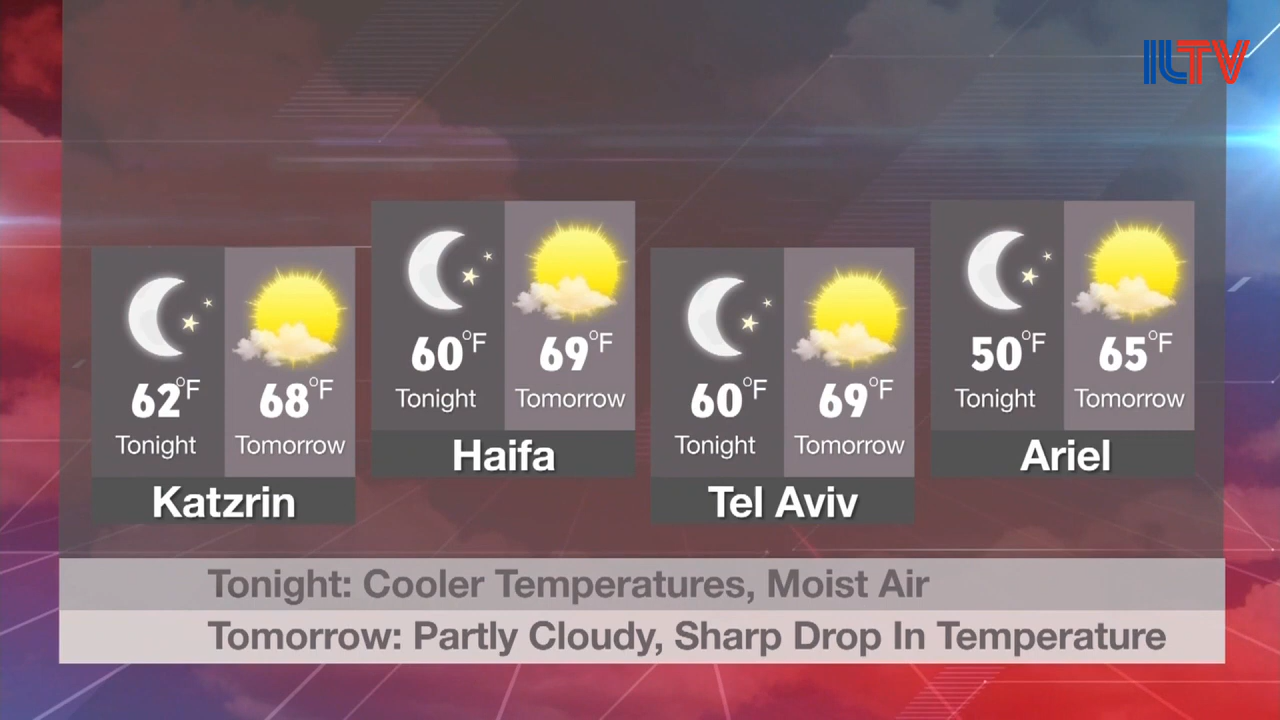 ILTV
62°F
Tonight
68°F
Tomorrow
Katzrin
60°F
Tonight
69°F
Tomorrow
Haifa
60°F
Tonight
69°F
Tomorrow
Tel Aviv
50°F
Tonight
65°F
Tomorrow
Ariel
Tonight: Cooler Temperatures, Moist Air
Tomorrow: Partly Cloudy, Sharp Drop In Temperature